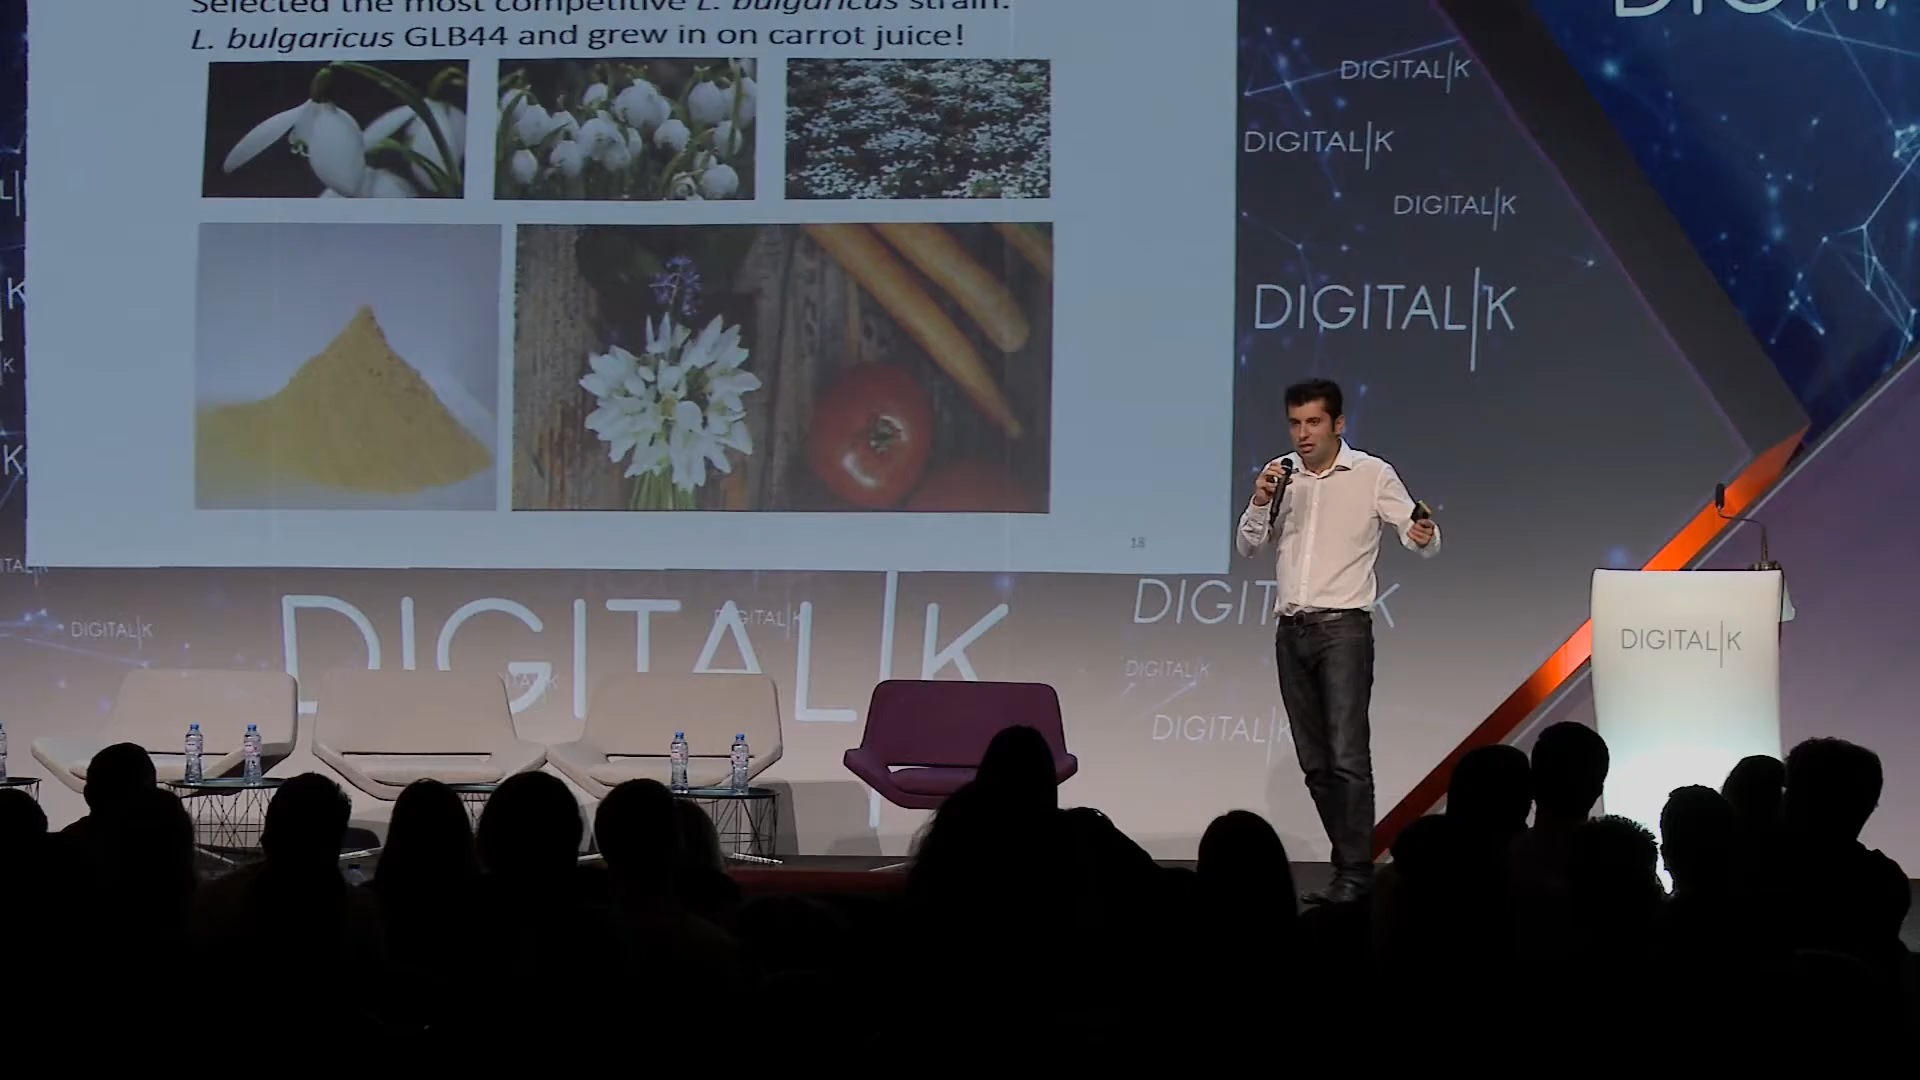 Selected the most competitive L. bulgaricus strain:
L. bulgaricus GLB44 and grew in on carrot juice!
18
DIGITAL|K
DIGITAL|K
DIGITAL|K
DIGITAL|K
DIGITAL|K
DIGITAL|K
DIGITAL|K
DIGITAL|K
DIGITAL|K
DIGITAL|K